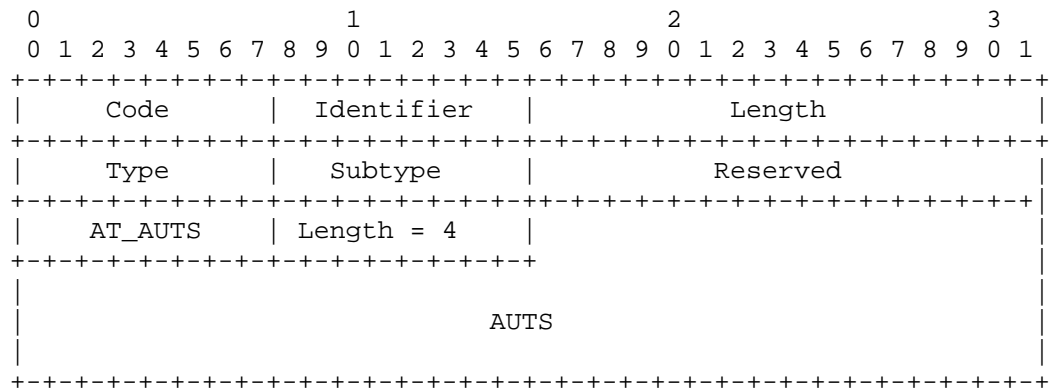 0                   1                   2                   3
 0 1 2 3 4 5 6 7 8 9 0 1 2 3 4 5 6 7 8 9 0 1 2 3 4 5 6 7 8 9 0 1
+-+-+-+-+-+-+-+-+-+-+-+-+-+-+-+-+-+-+-+-+-+-+-+-+-+-+-+-+-+-+-+-+
|     Code      |  Identifier   |            Length             |
+-+-+-+-+-+-+-+-+-+-+-+-+-+-+-+-+-+-+-+-+-+-+-+-+-+-+-+-+-+-+-+-+
|     Type      |   Subtype     |           Reserved            |
+-+-+-+-+-+-+-+-+-+-+-+-+-+-+-+-++-+-+-+-+-+-+-+-+-+-+-+-+-+-+-+|
|    AT_AUTS    | Length = 4    |                               |
+-+-+-+-+-+-+-+-+-+-+-+-+-+-+-+-+                               |
|                                                               |
|                             AUTS                              |
|                                                               |
+-+-+-+-+-+-+-+-+-+-+-+-+-+-+-+-+-+-+-+-+-+-+-+-+-+-+-+-+-+-+-+-+